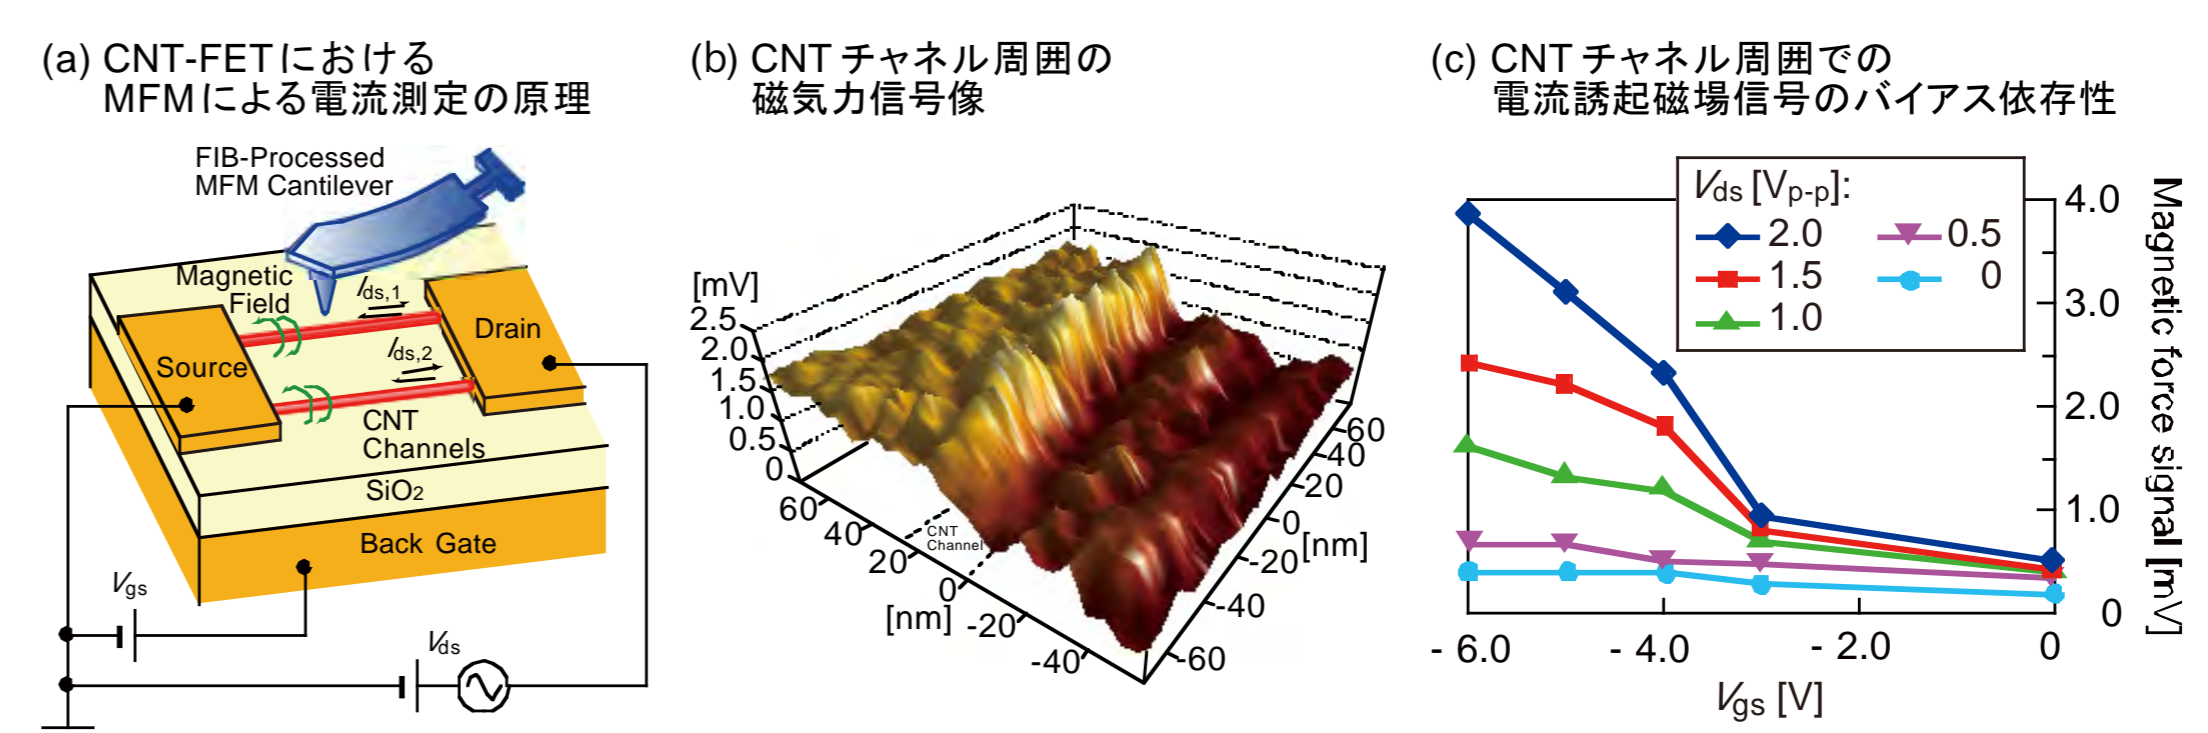 (a) CNT-FETにおける
MFMによる電流測定の原理
FIB-Processed
MFM Cantilever
Magnetic
Field
Ids,1
Drain
Ids,2
Source
CNT
Channels
SiO2
Back Gate
Vgs
Vds
(b) CNTチャネル周囲の
磁気力信号像
[mV]
2.5
2.0
1.5
1.0
0.5
0
60
40
20
0
-20
-40
[nm]
CNT
Channel
60
40
20
0
-20
-40
-60
[nm]
(c) CNTチャネル周囲での
電流誘起磁場信号のバイアス依存性
Vds [Vp-p]:
2.0
0.5
1.5
0
1.0
4.0
3.0
2.0
1.0
0
Magnetic force signal [mV]
- 6.0
- 4.0
- 2.0
0
Vgs [V]